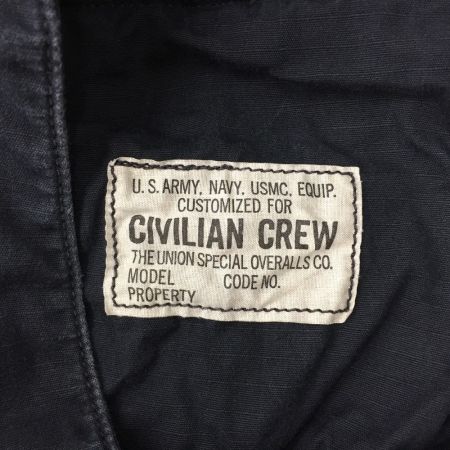 U.S. ARMY, NAVY, USMC, EQUIP.
CUSTOMIZED FOR
CIVILIAN CREW
THE UNION SPECIAL OVERALLS CO.
MODEL CODE NO.
PROPERTY